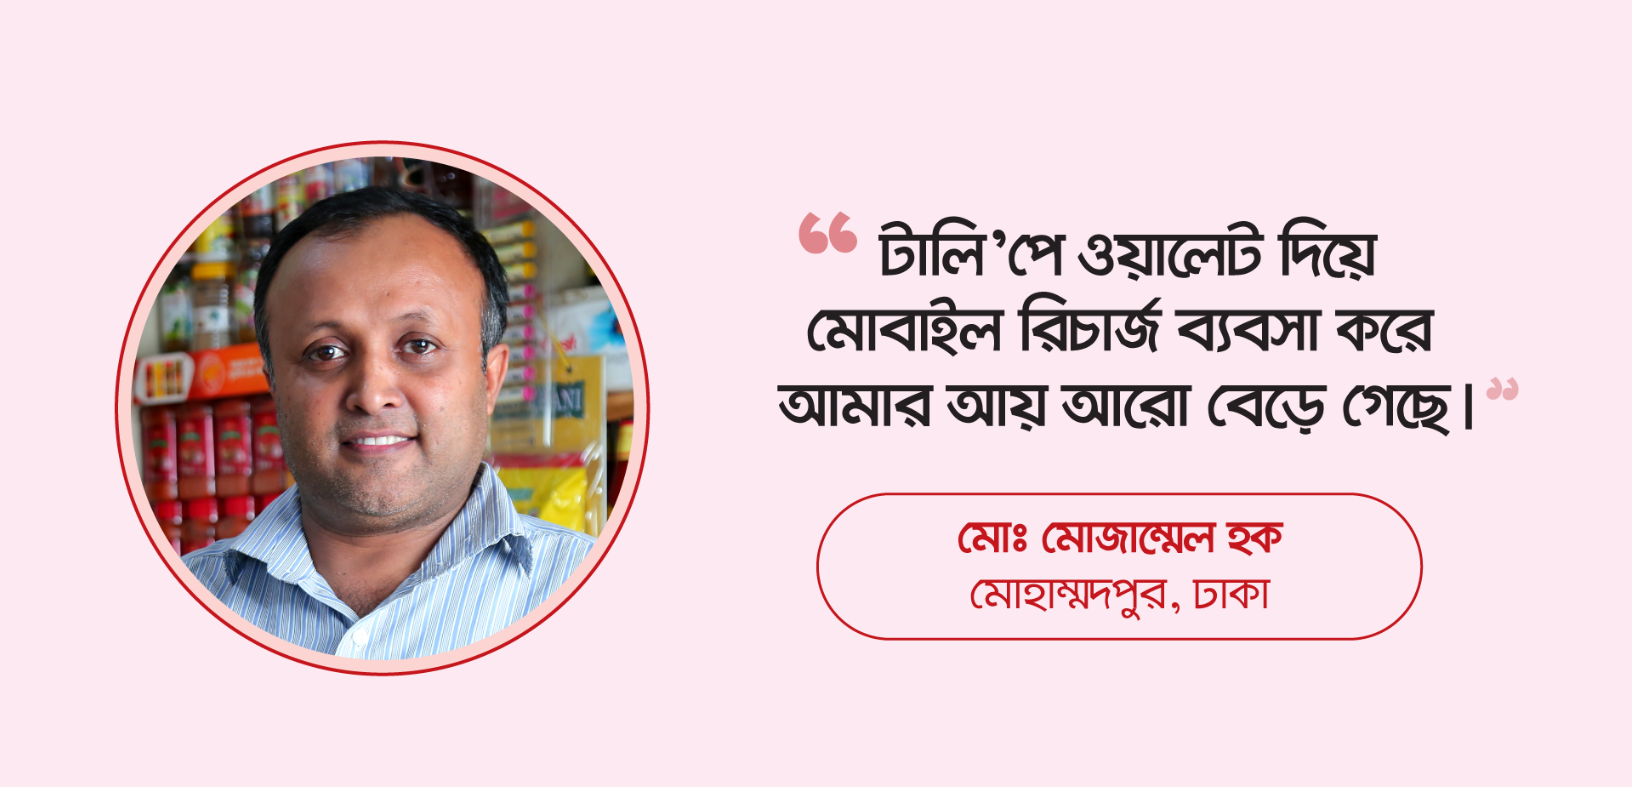 “ টালি’পে ওয়ালেট দিয়ে
মোবাইল রিচার্জ ব্যবসা করে
আমার আয় আরো বেড়ে গেছে। ”
মোঃ মোজাম্মেল হক
মোহাম্মদপুর, ঢাকা